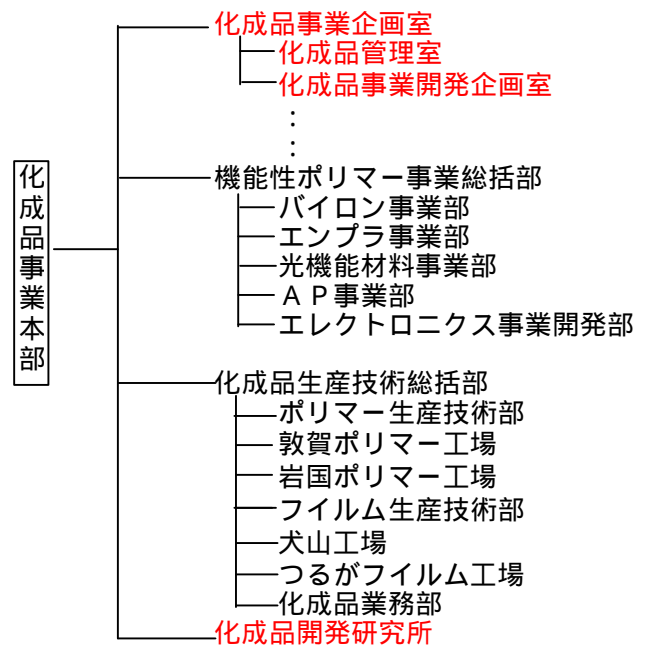 化成品事業本部
化成品事業企画室
化成品管理室
化成品事業開発企画室
：
：
機能性ポリマー事業総括部
バイロン事業部
エンプラ事業部
光機能材料事業部
ＡＰ事業部
エレクトロニクス事業開発部
化成品生産技術総括部
ポリマー生産技術部
敦賀ポリマー工場
岩国ポリマー工場
フイルム生産技術部
犬山工場
つるがフイルム工場
化成品業務部
化成品開発研究所